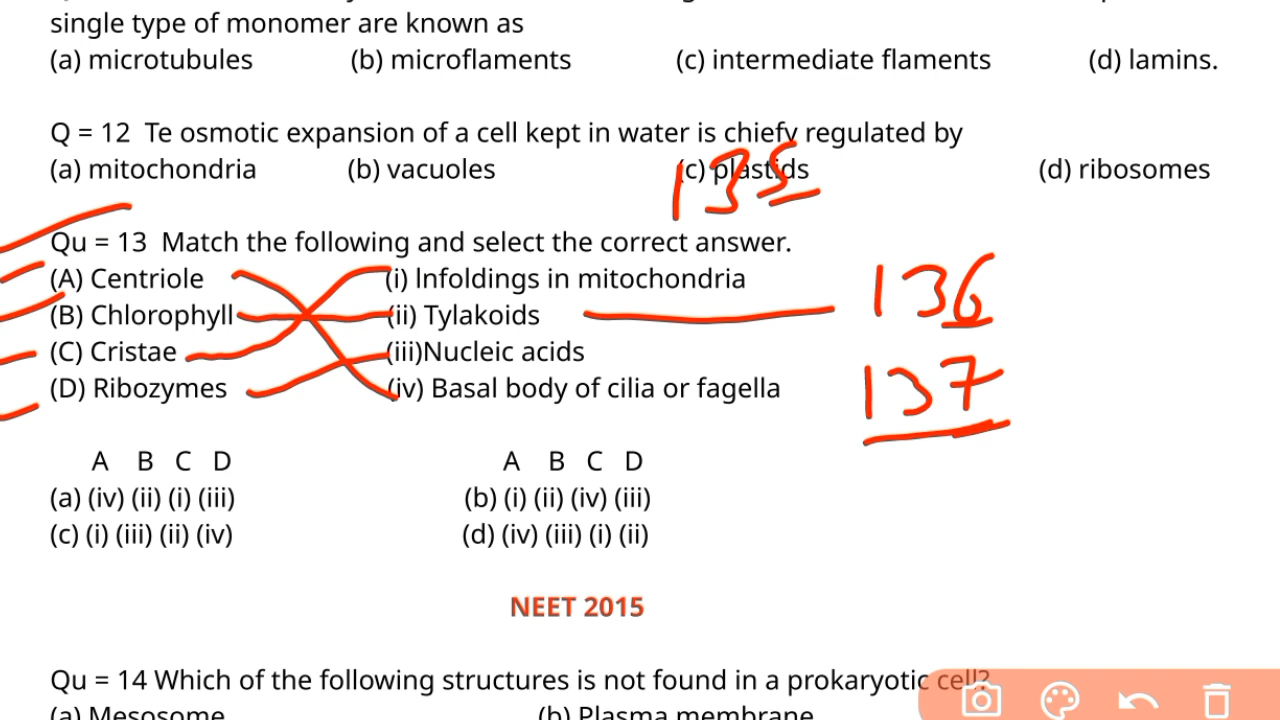 single type of monomer are known as
(a) microtubules (b) microflaments (c) intermediate flaments (d) lamins.
Q = 12 Te osmotic expansion of a cell kept in water is chiefy regulated by
(a) mitochondria (b) vacuoles (c) plastids (d) ribosomes
135
Qu = 13 Match the following and select the correct answer.
(A) Centriole (i) lnfoldings in mitochondria
(B) Chlorophyll (ii) Tylakoids 136
(C) Cristae (iii)Nucleic acids
(D) Ribozymes (iv) Basal body of cilia or fagella 137
A B C D A B C D
(a) (iv) (ii) (i) (iii) (b) (i) (ii) (iv) (iii)
(c) (i) (iii) (ii) (iv) (d) (iv) (iii) (i) (ii)
NEET 2015
Qu = 14 Which of the following structures is not found in a prokaryotic cell?
(a) Mesosome (b) Plasma membrane